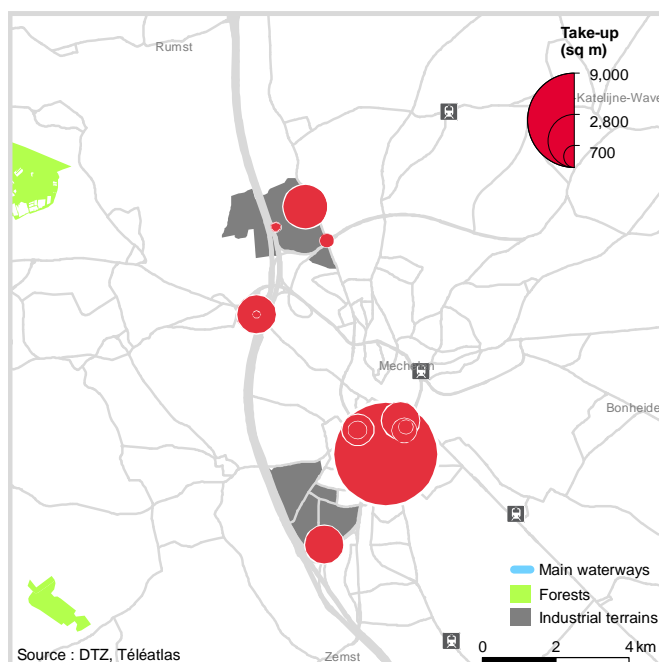 Rumst
Take-up
(sq m)
9,000
Katelijne-Wave
2,800
700
Mechelen
Bonheide
Main waterways
Forests
Industrial terrains
Source : DTZ, Téléatlas
Zemst
0 2 4 km